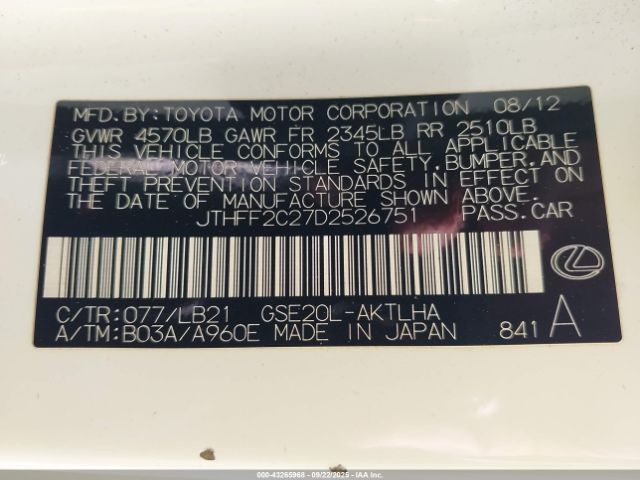 MFD.BY:TOYOTA MOTOR CORPORATION 08/12
GVWR 4570LB GAWR FR 2345LB RR 2510LB
THIS VEHICLE CONFORMS TO ALL APPLICABLE
FEDERAL MOTOR VEHICLE SAFETY,BUMPER,AND
THEFT PREVENTION STANDARDS IN EFFECT ON
THE DATE OF MANUFACTURE SHOWN ABOVE.
JTHFF2C27D2526751 PASS.CAR
C/TR:077/LB21 GSE20L-AKTLHA
A/TM:B03A/A960E MADE IN JAPAN 841 A
000-43265968 - 09/22/2025 - IAA Inc.